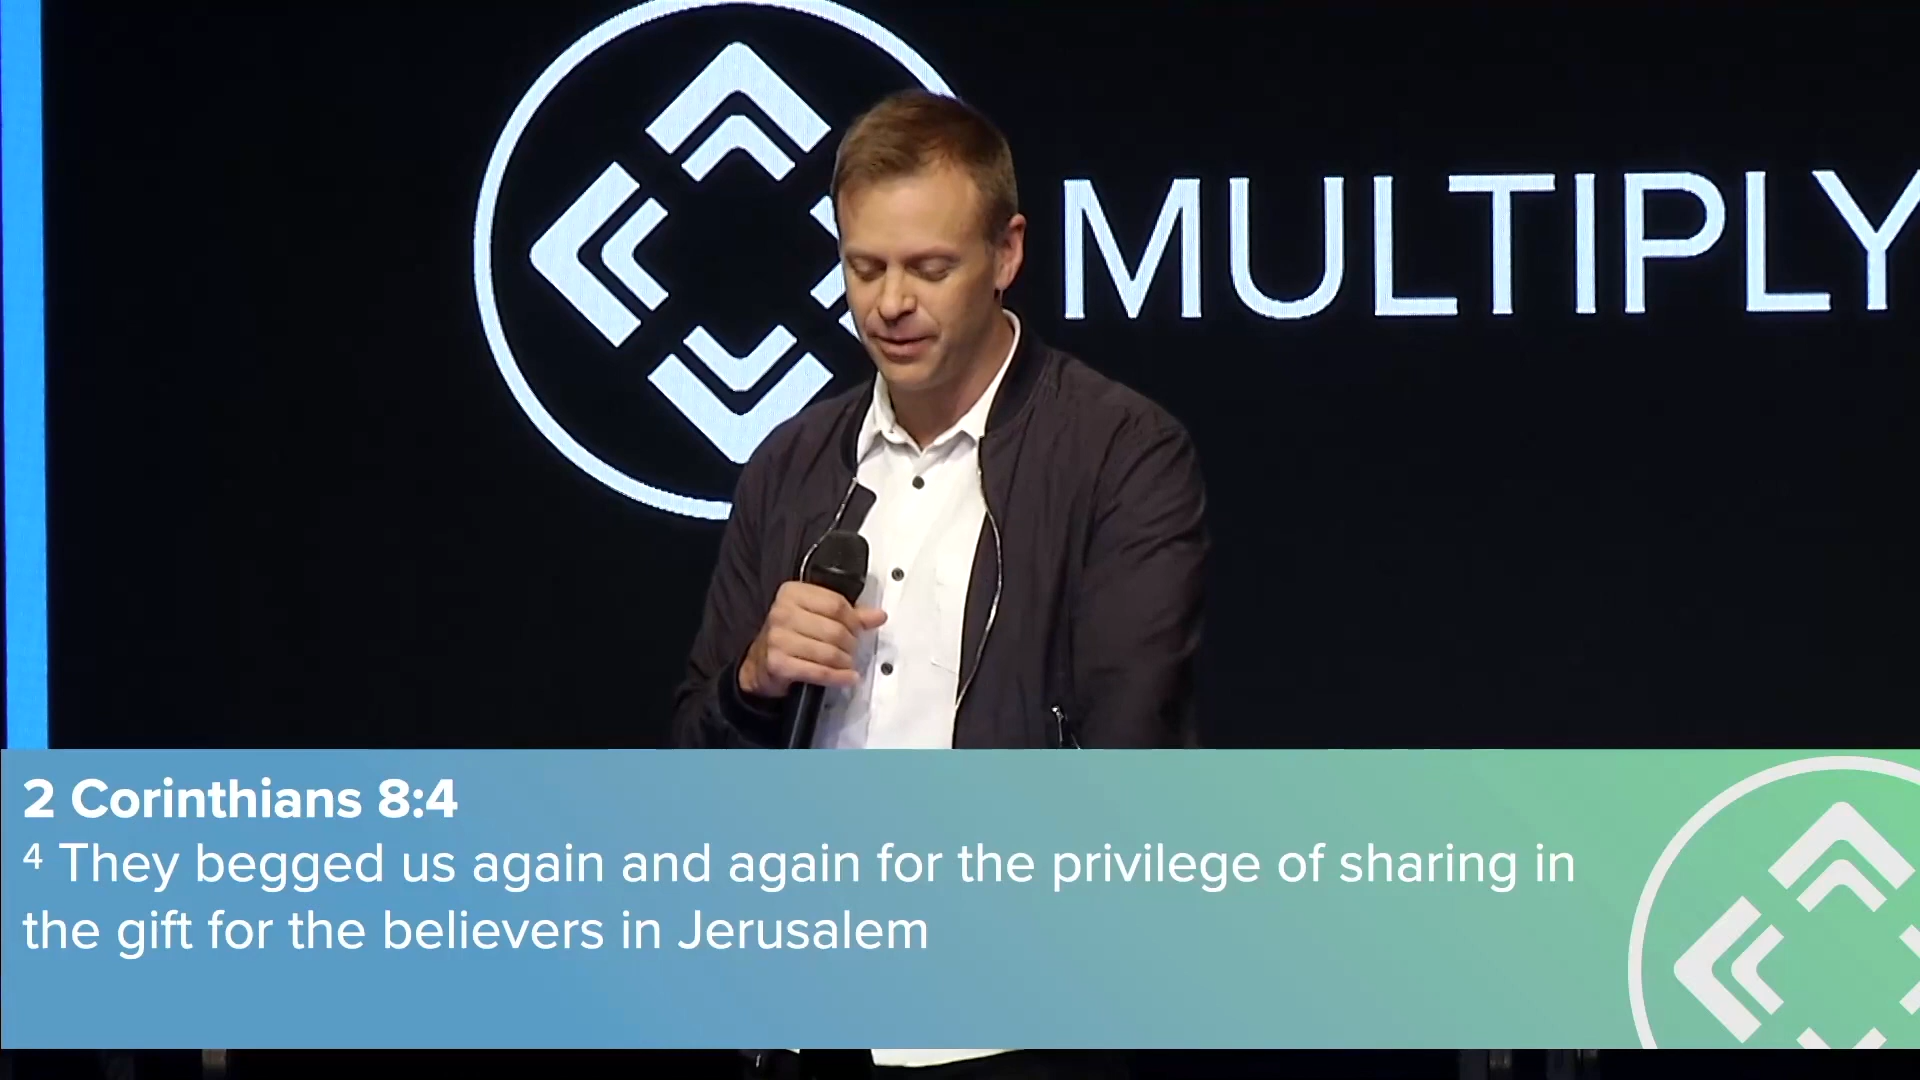 MULTIPLY
2 Corinthians 8:4
⁴ They begged us again and again for the privilege of sharing in
the gift for the believers in Jerusalem